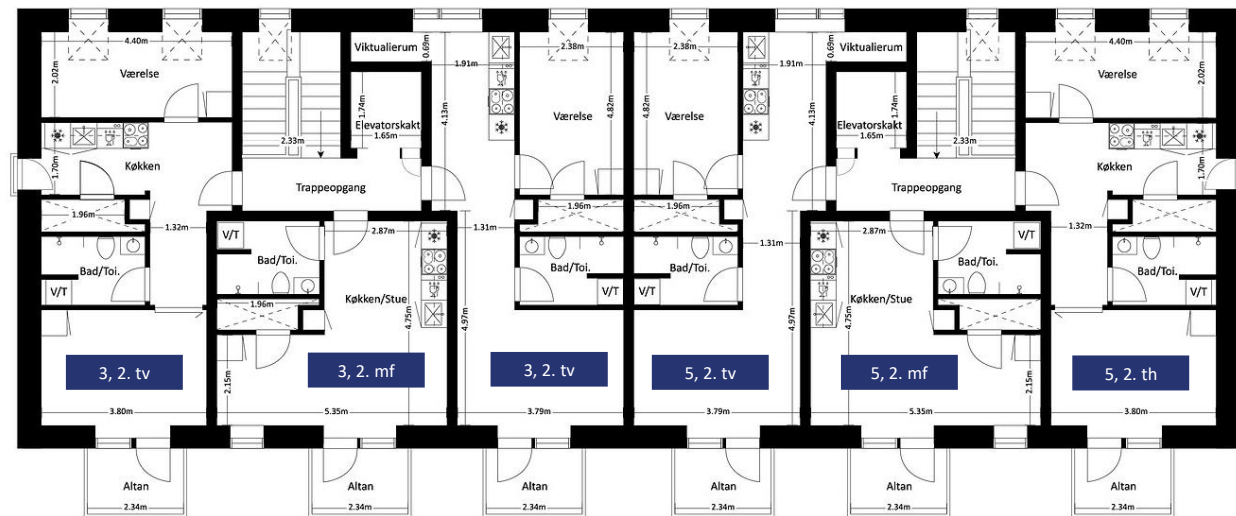 4.40m
2.02m
Værelse
Viktualierum
0.69m
1.91m
2.38m
2.38m
1.91m
0.69m
Viktualierum
4.40m
2.02m
Værelse
1.74m
Elevatorskakt
1.65m
4.13m
Værelse
4.82m
4.82m
Værelse
4.13m
1.74m
Elevatorskakt
1.65m
2.33m
2.33m
1.70m
Køkken
Trappeopgang
Trappeopgang
Køkken
1.70m
1.96m
1.32m
1.31m
1.96m
1.96m
1.31m
1.32m
V/T
2.87m
2.87m
V/T
Bad/Toi.
Bad/Toi.
Bad/Toi.
Bad/Toi.
Bad/Toi.
Bad/Toi.
V/T
1.96m
Køkken/Stue
V/T
V/T
Køkken/Stue
V/T
4.75m
4.97m
4.97m
4.75m
2.15m
2.15m
3, 2. tv
3, 2. mf
3, 2. tv
5, 2. tv
5, 2. mf
5, 2. th
3.80m
5.35m
3.79m
3.79m
5.35m
3.80m
Altan
Altan
Altan
Altan
Altan
Altan
2.34m
2.34m
2.34m
2.34m
2.34m
2.34m